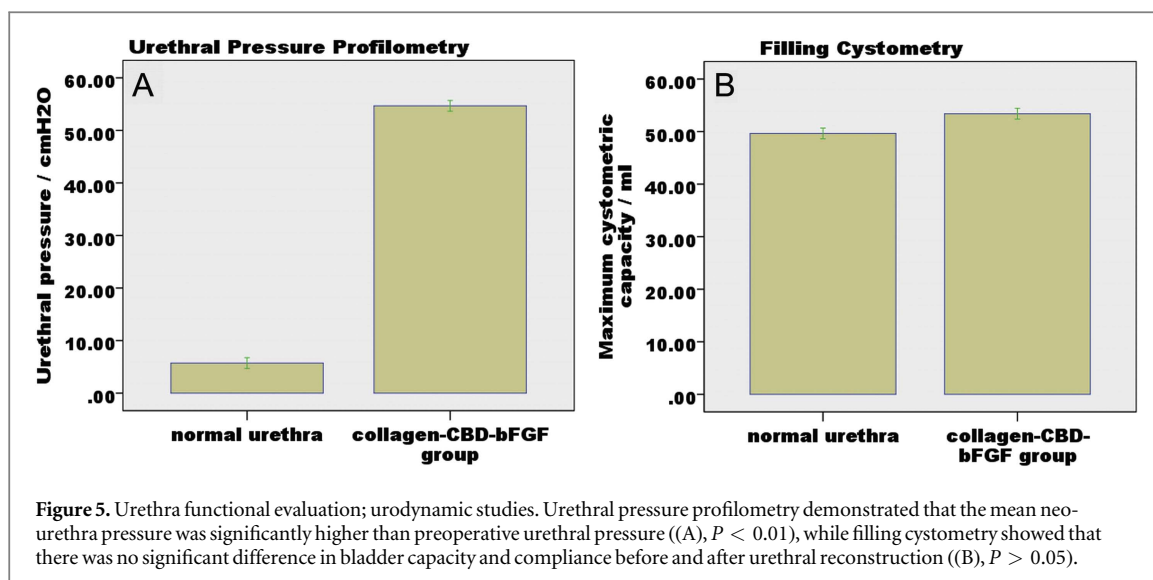 Urethral Pressure Profilometry
A
Urethral pressure / cmH2O
60.00
50.00
40.00
30.00
20.00
10.00
.00
normal urethra
collagen-CBD-bFGF
group
Filling Cystometry
B
Maximum cystometric
capacity / ml
60.00
50.00
40.00
30.00
20.00
10.00
.00
normal urethra
collagen-CBD-
bFGF group
Figure 5. Urethra functional evaluation; urodynamic studies. Urethral pressure profilometry demonstrated that the mean neo-
urethra pressure was significantly higher than preoperative urethral pressure ((A), P < 0.01), while filling cystometry showed that
there was no significant difference in bladder capacity and compliance before and after urethral reconstruction ((B), P > 0.05).